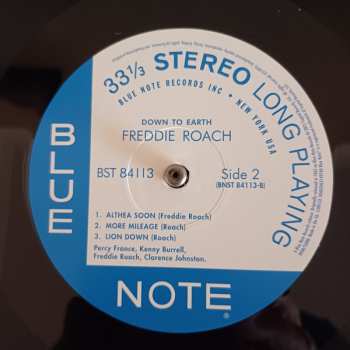 33⅓ STEREO LONG PLAYING
BLUE NOTE RECORDS INC • NEW YORK USA
DOWN TO EARTH
FREDDIE ROACH
BST 84113
Side 2
(BNST 84113-B)
1. ALTHEA SOON (Freddie Roach)
2. MORE MILEAGE (Roach)
3. LION DOWN (Roach)
Percy France, Kenny Burrell,
Freddie Roach, Clarence Johnston.
BLUE
NOTE®